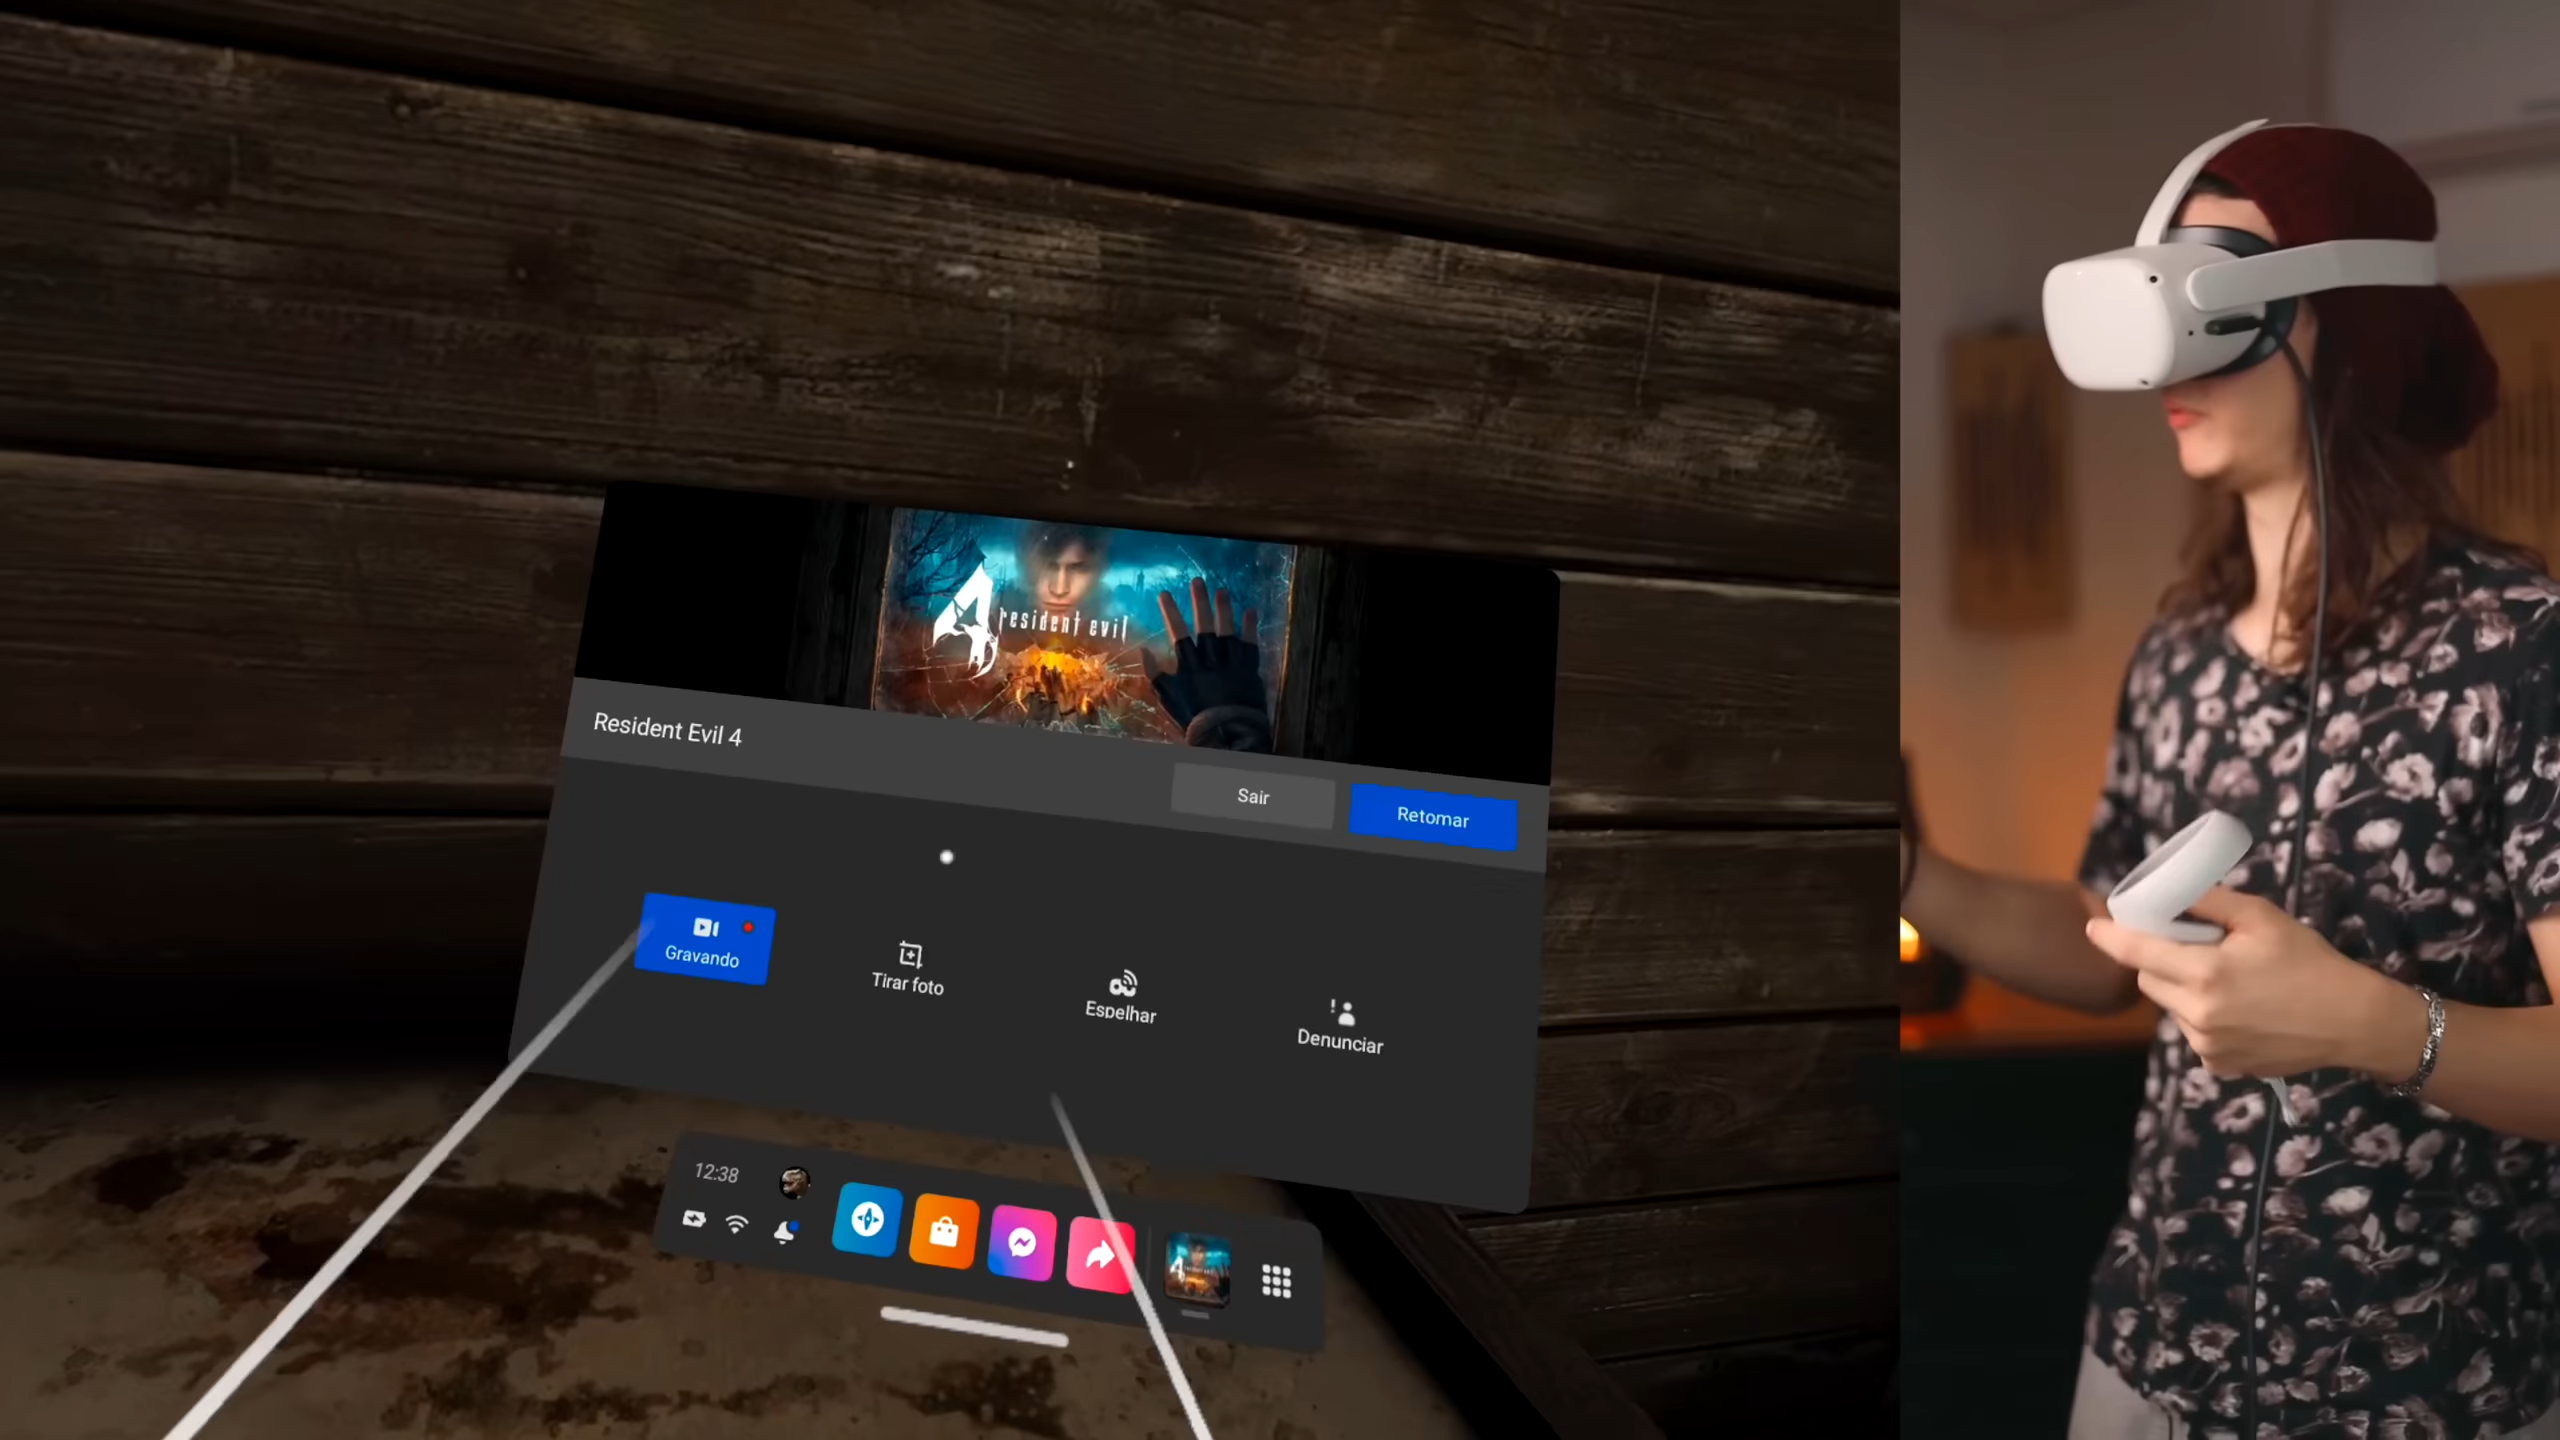 4 resident evil
Resident Evil 4
Sair
Retomar
Gravando
Tirar foto
Espelhar
Denunciar
12:38